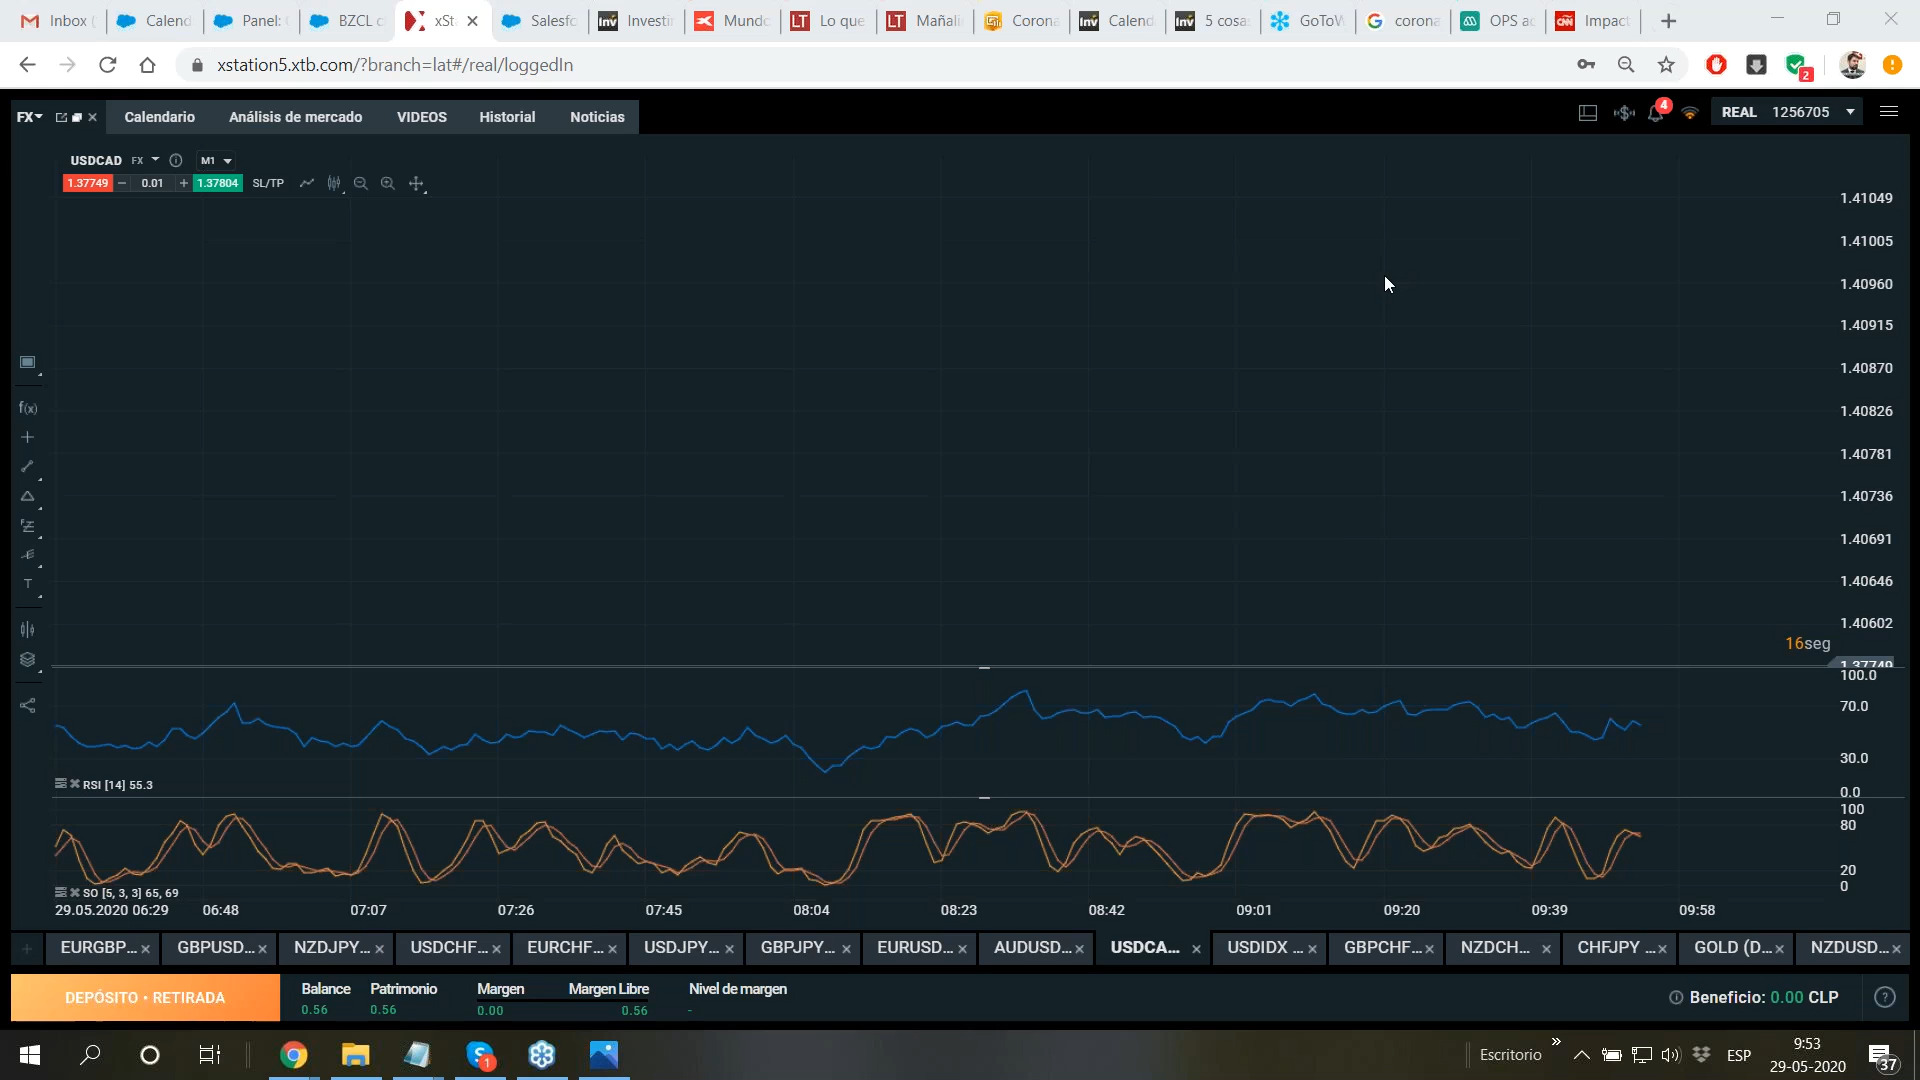 Inbox Calend Panel: BZCL c xSt Salesfo Investir Mundo Lo que Mañali Corona Calend 5 cosa GoToW corona OPS ac Impact
xstation5.xtb.com/?branch=lat#/real/loggedIn
2
FX Calendario Análisis de mercado VIDEOS Historial Noticias 4 REAL 1256705
USDCAD FX M1
1.37749 − 0.01 + 1.37804 SL/TP
1.41049
1.41005
1.40960
1.40915
1.40870
1.40826
1.40781
1.40736
1.40691
1.40646
1.40602
16seg
1.37749
f(x)
T
100.0
70.0
30.0
0.0
RSI [14] 55.3
100
80
20
0
SO [5, 3, 3] 65, 69
29.05.2020 06:29 06:48 07:07 07:26 07:45 08:04 08:23 08:42 09:01 09:20 09:39 09:58
EURGBP... GBPUSD... NZDJPY... USDCHF... EURCHF... USDJPY... GBPJPY... EURUSD... AUDUSD... USDCA... USDIDX ... GBPCHF... NZDCH... CHFJPY ... GOLD (D... NZDUSD...
DEPÓSITO • RETIRADA
Balance Patrimonio Margen Margen Libre Nivel de margen
0.56 0.56 0.00 0.56 -
Beneficio: 0.00 CLP
Escritorio ESP
9:53
29-05-2020
1
37